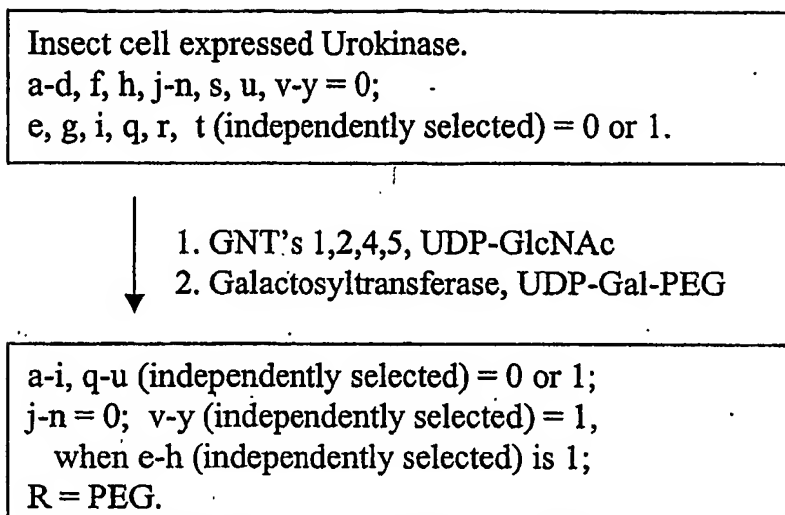 Insect cell expressed Urokinase.
a-d, f, h, j-n, s, u, v-y = 0;
e, g, i, q, r, t (independently selected) = 0 or 1.
1. GNT's 1,2,4,5, UDP-GlcNAc
2. Galactosyltransferase, UDP-Gal-PEG
a-i, q-u (independently selected) = 0 or 1;
j-n = 0; v-y (independently selected) = 1,
when e-h (independently selected) is 1;
R = PEG.